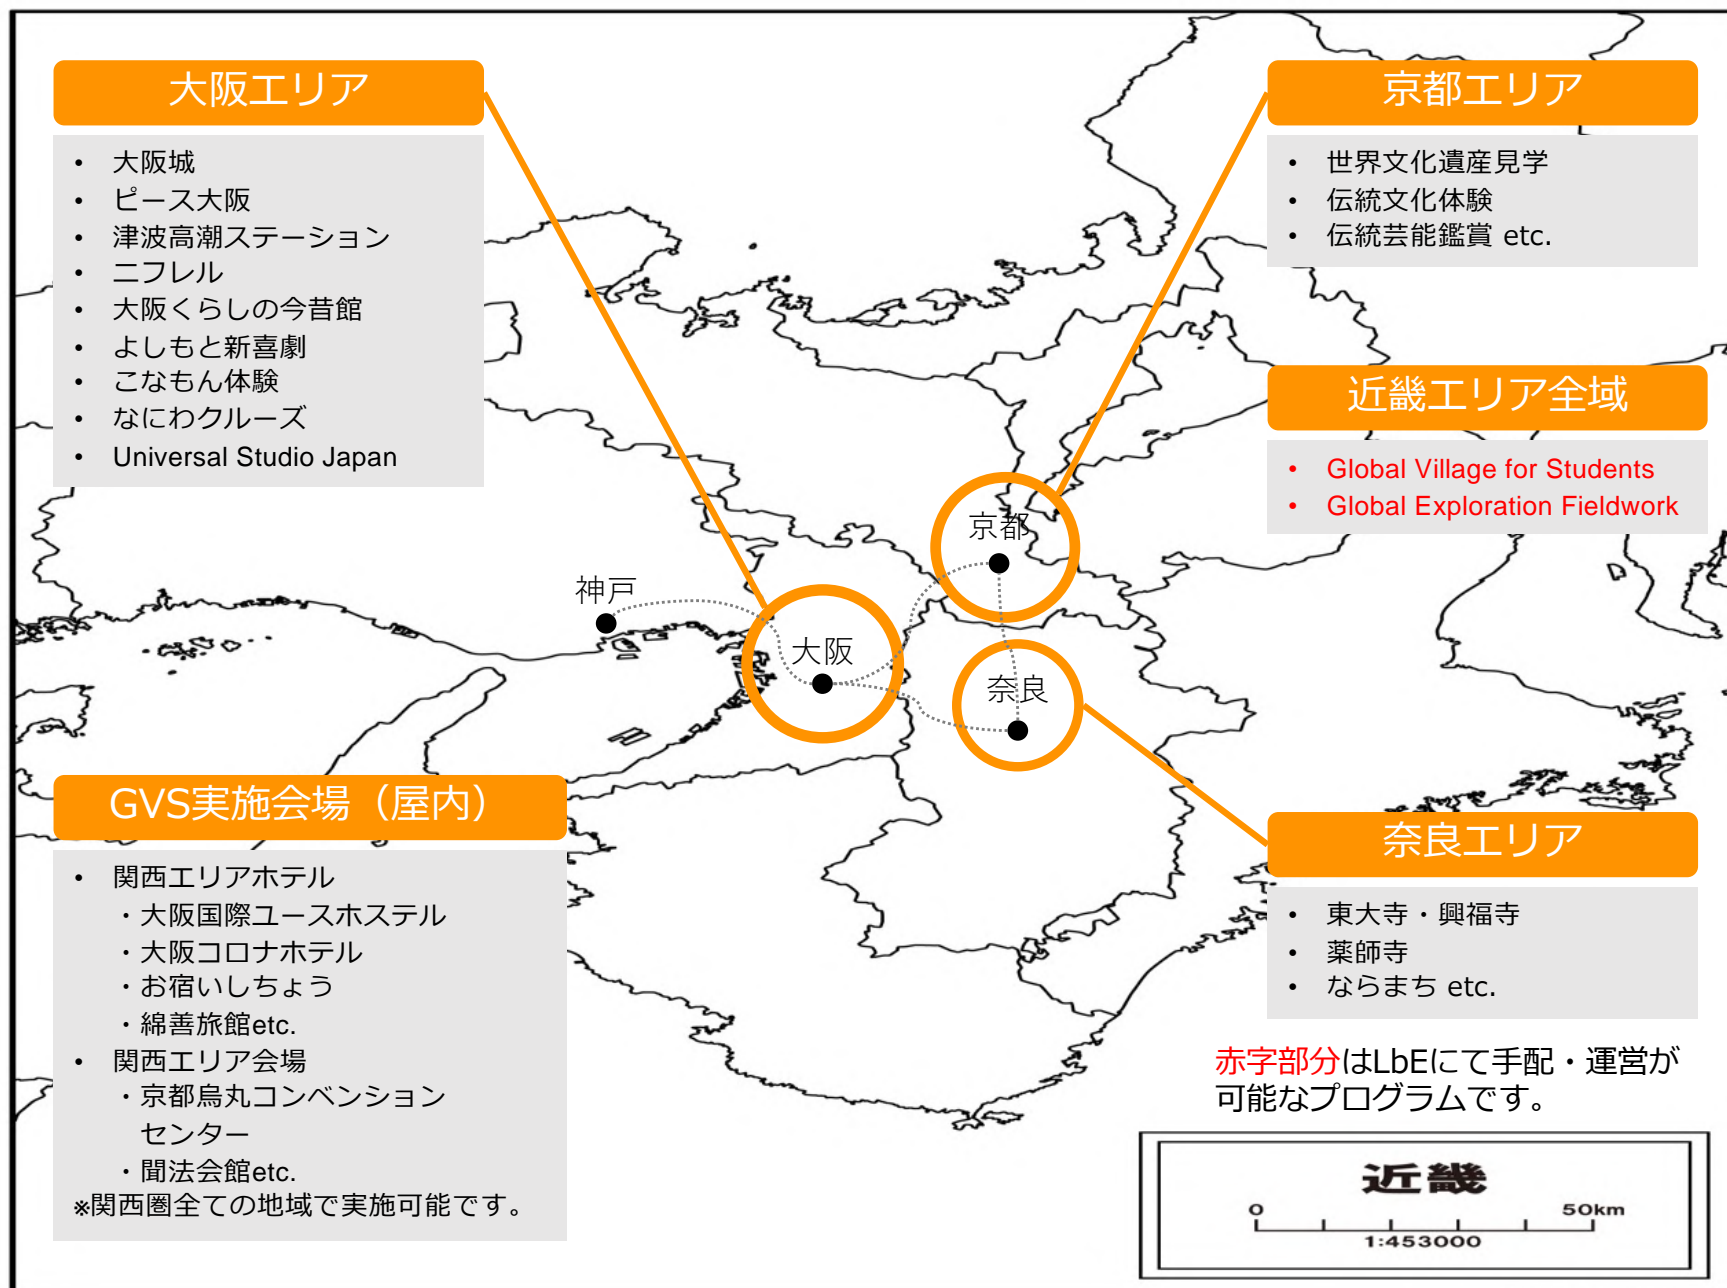 大阪エリア
• 大阪城
• ピース大阪
• 津波高潮ステーション
• ニフレル
• 大阪くらしの今昔館
• よしもと新喜劇
• こなもん体験
• なにわクルーズ
• Universal Studio Japan
京都エリア
• 世界文化遺産見学
• 伝統文化体験
• 伝統芸能鑑賞 etc.
近畿エリア全域
• Global Village for Students
• Global Exploration Fieldwork
京都
神戸
大阪
奈良
GVS実施会場（屋内）
• 関西エリアホテル
・大阪国際ユースホステル
・大阪コロナホテル
・お宿いしちょう
・綿善旅館etc.
• 関西エリア会場
・京都烏丸コンベンション
センター
・聞法会館etc.
※関西圏全ての地域で実施可能です。
奈良エリア
• 東大寺・興福寺
• 薬師寺
• ならまち etc.
赤字部分はLbEにて手配・運営が
可能なプログラムです。
近畿
0 50km
1:453000